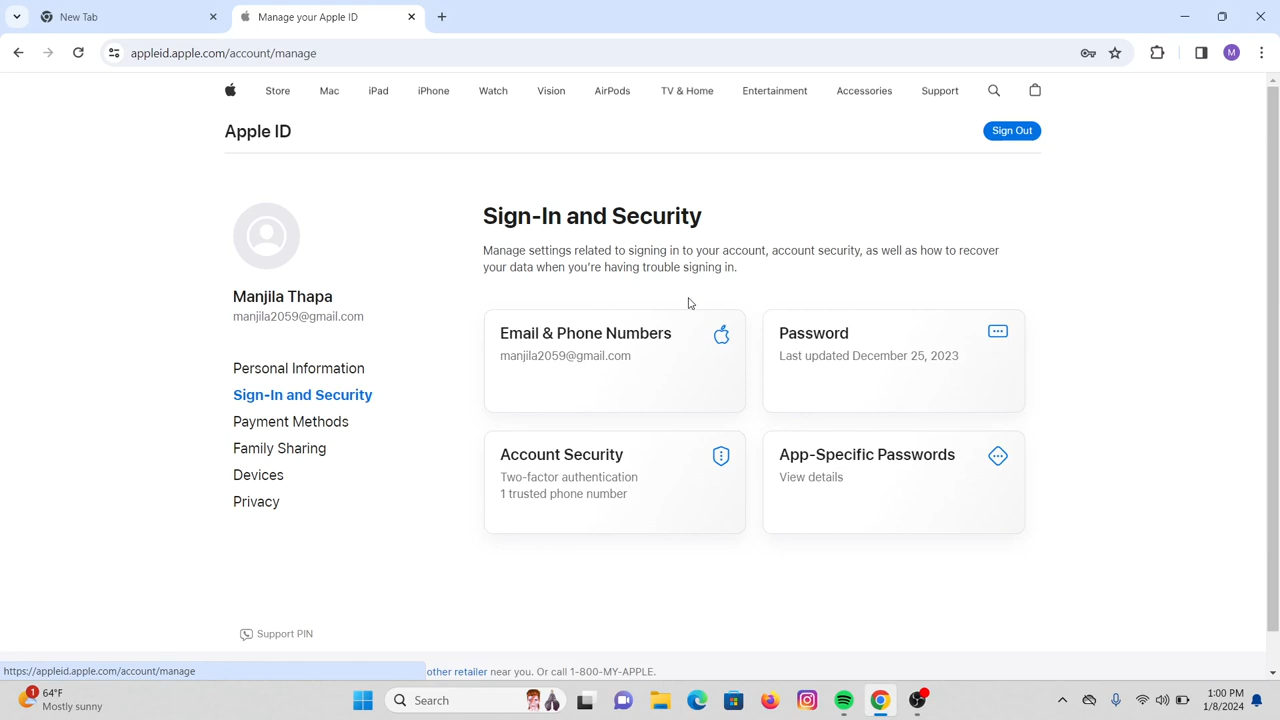 New Tab
Manage your Apple ID
appleid.apple.com/account/manage
M
Store Mac iPad iPhone Watch Vision AirPods TV & Home Entertainment Accessories Support
Apple ID
Sign Out
Manjila Thapa
manjila2059@gmail.com
Personal Information
Sign-In and Security
Payment Methods
Family Sharing
Devices
Privacy
Support PIN
Sign-In and Security
Manage settings related to signing in to your account, account security, as well as how to recover
your data when you're having trouble signing in.
Email & Phone Numbers
manjila2059@gmail.com
Password
Last updated December 25, 2023
Account Security
Two-factor authentication
1 trusted phone number
App-Specific Passwords
View details
https://appleid.apple.com/account/manage
other retailer near you. Or call 1-800-MY-APPLE.
1
64°F
Mostly sunny
Search
1:00 PM
1/8/2024